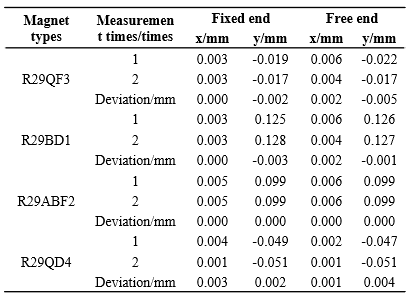 Magnet types Measuremen t times/times Fixed end Free end
x/mm y/mm x/mm y/mm
R29QF3
1 0.003 -0.019 0.006 -0.022
2 0.003 -0.017 0.004 -0.017
Deviation/mm 0.000 -0.002 0.002 -0.005
R29BD1
1 0.003 0.125 0.006 0.126
2 0.003 0.128 0.004 0.127
Deviation/mm 0.000 -0.003 0.002 -0.001
R29ABF2
1 0.005 0.099 0.006 0.099
2 0.005 0.099 0.006 0.099
Deviation/mm 0.000 0.000 0.000 0.000
R29QD4
1 0.004 -0.049 0.002 -0.047
2 0.001 -0.051 0.001 -0.051
Deviation/mm 0.003 0.002 0.001 0.004